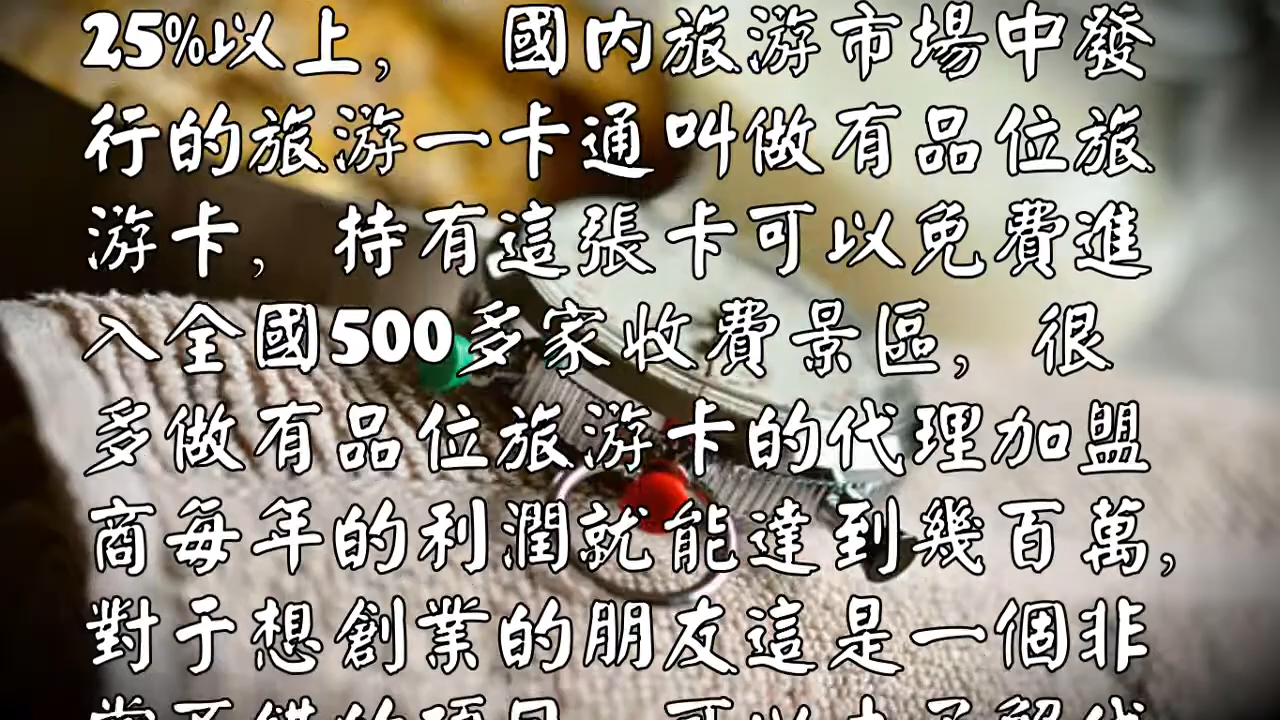 25%以上， 國内旅游市場中發
行的旅游一卡通叫做有品位旅
游卡，持有這張卡可以免費進
入全國500多家收費景區，很
多做有品位旅游卡的代理加盟
商每年的利潤就能達到幾百萬，
對于想創業的朋友這是一個非